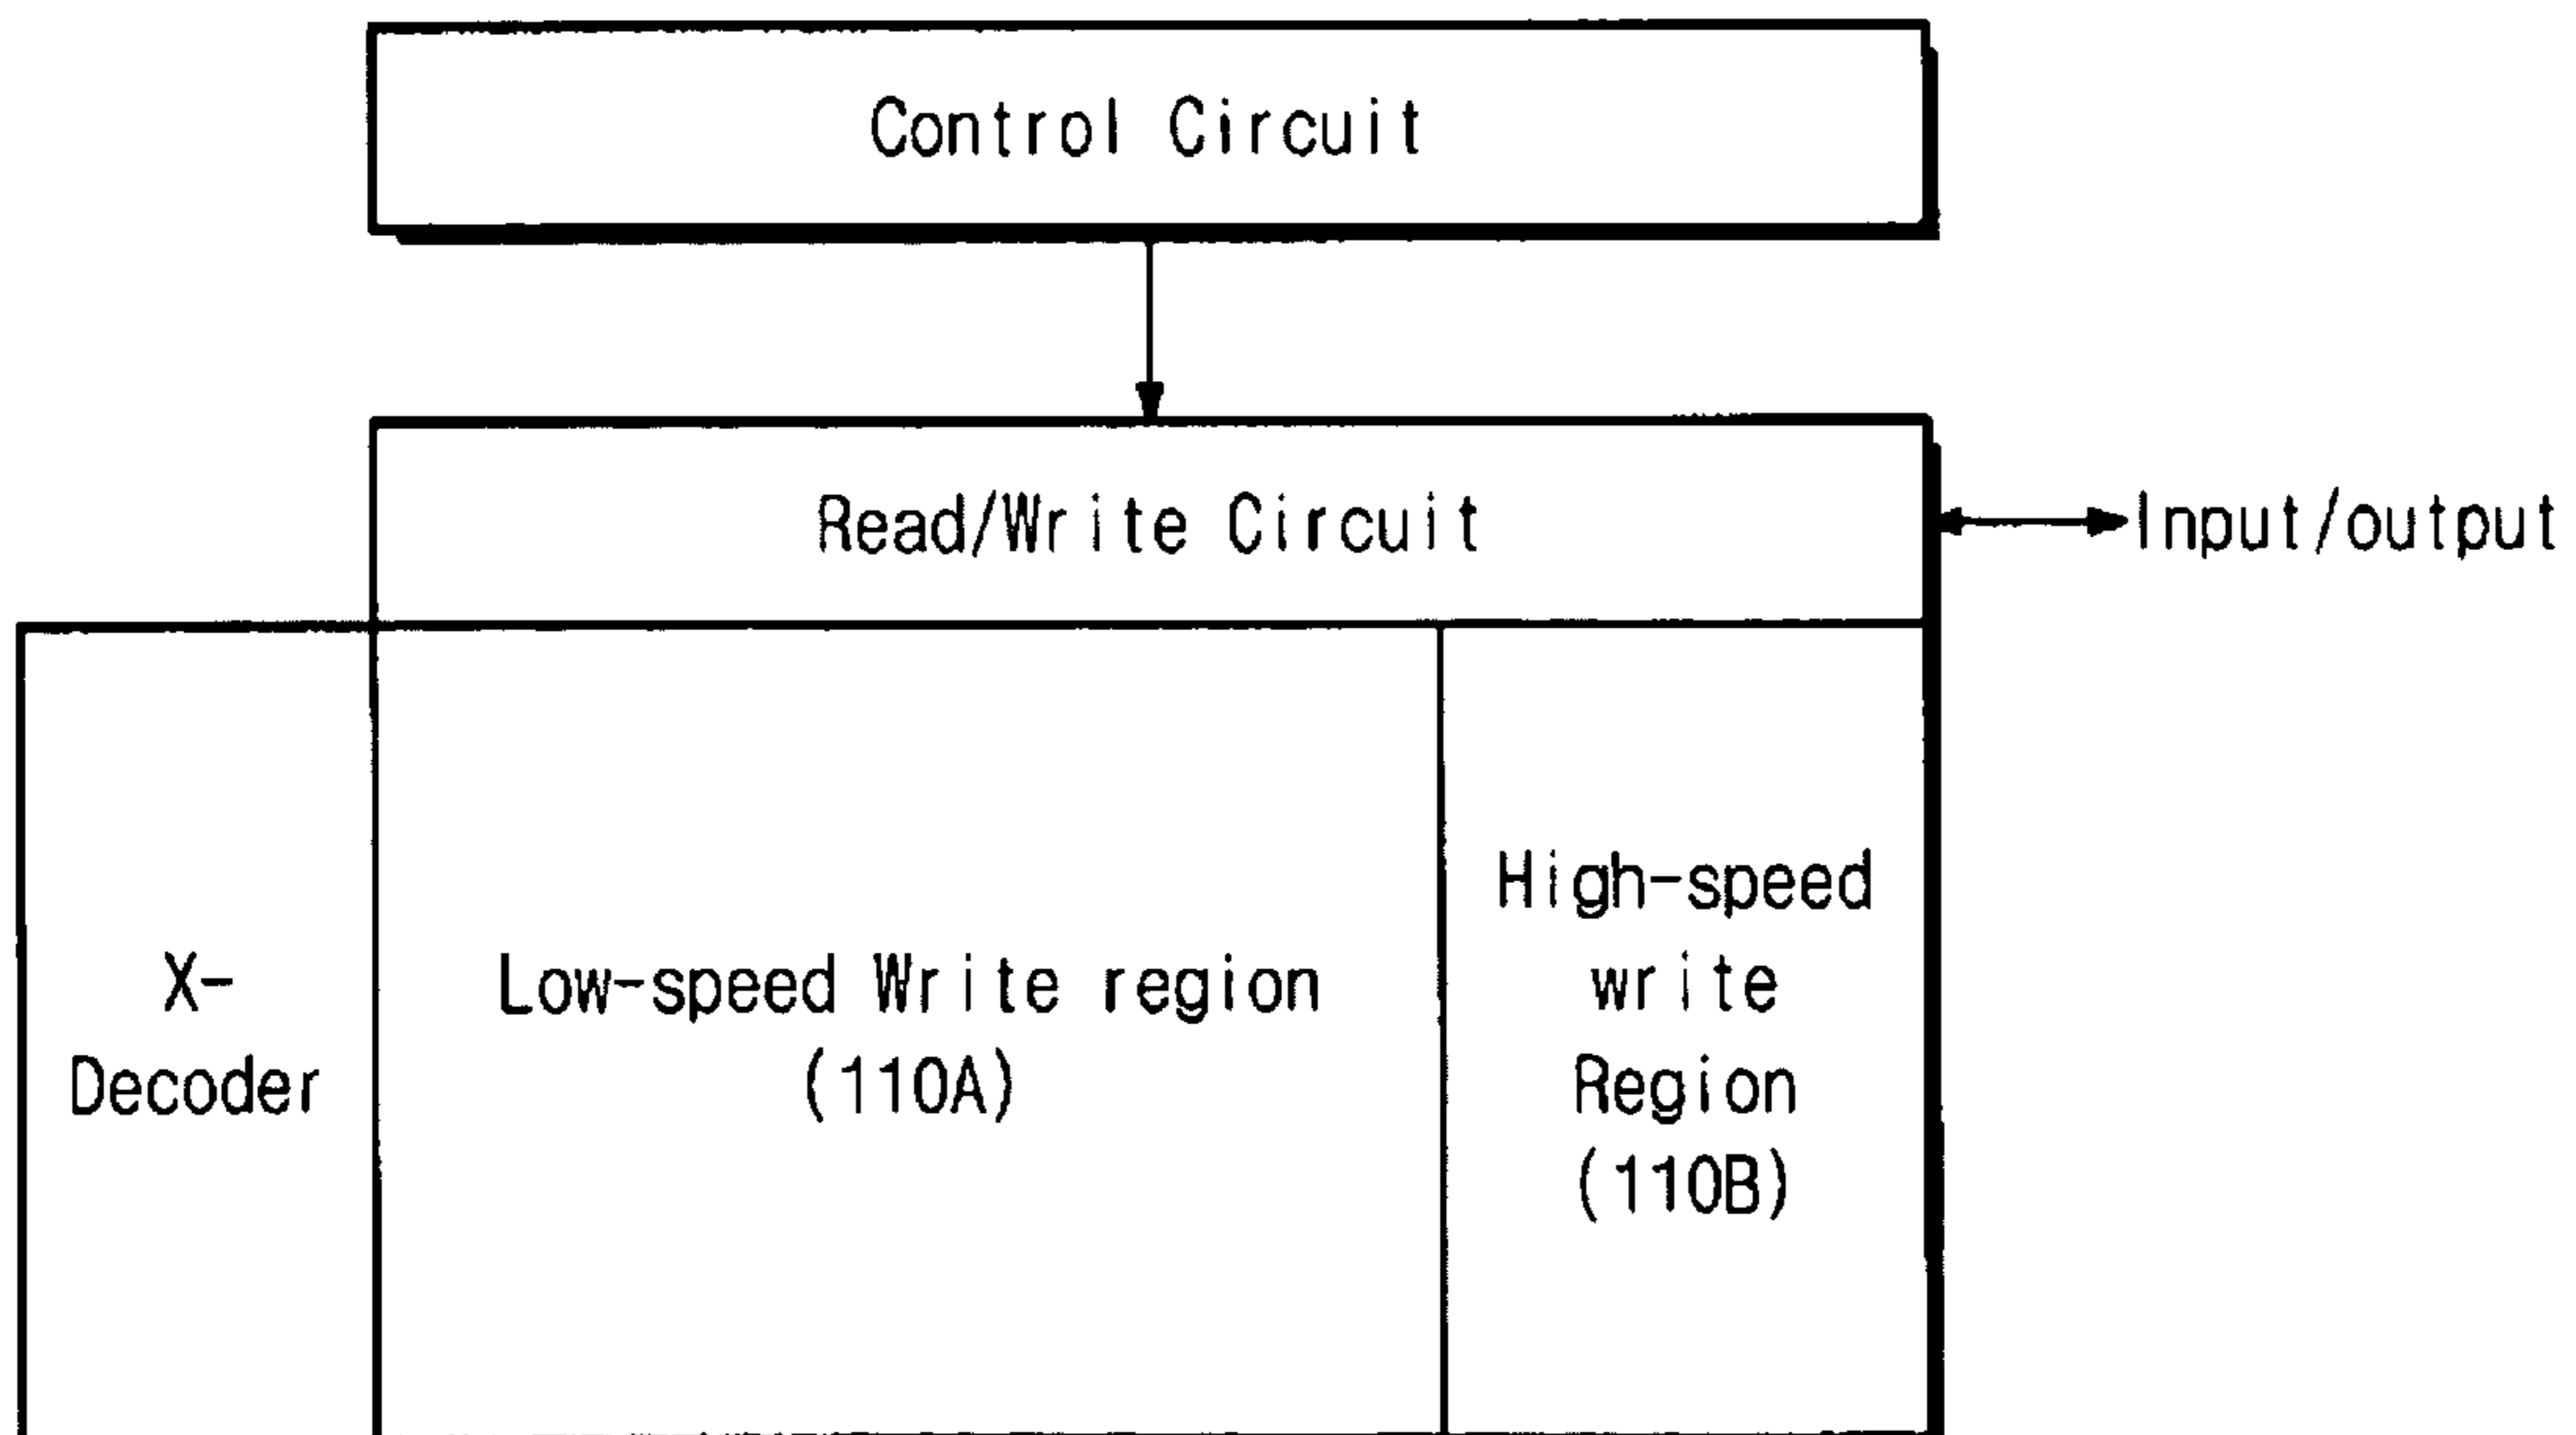 Control Circuit
Read/Write Circuit
Input/output
X-
Decoder
Low-speed Write region
(110A)
High-speed
write
Region
(110B)